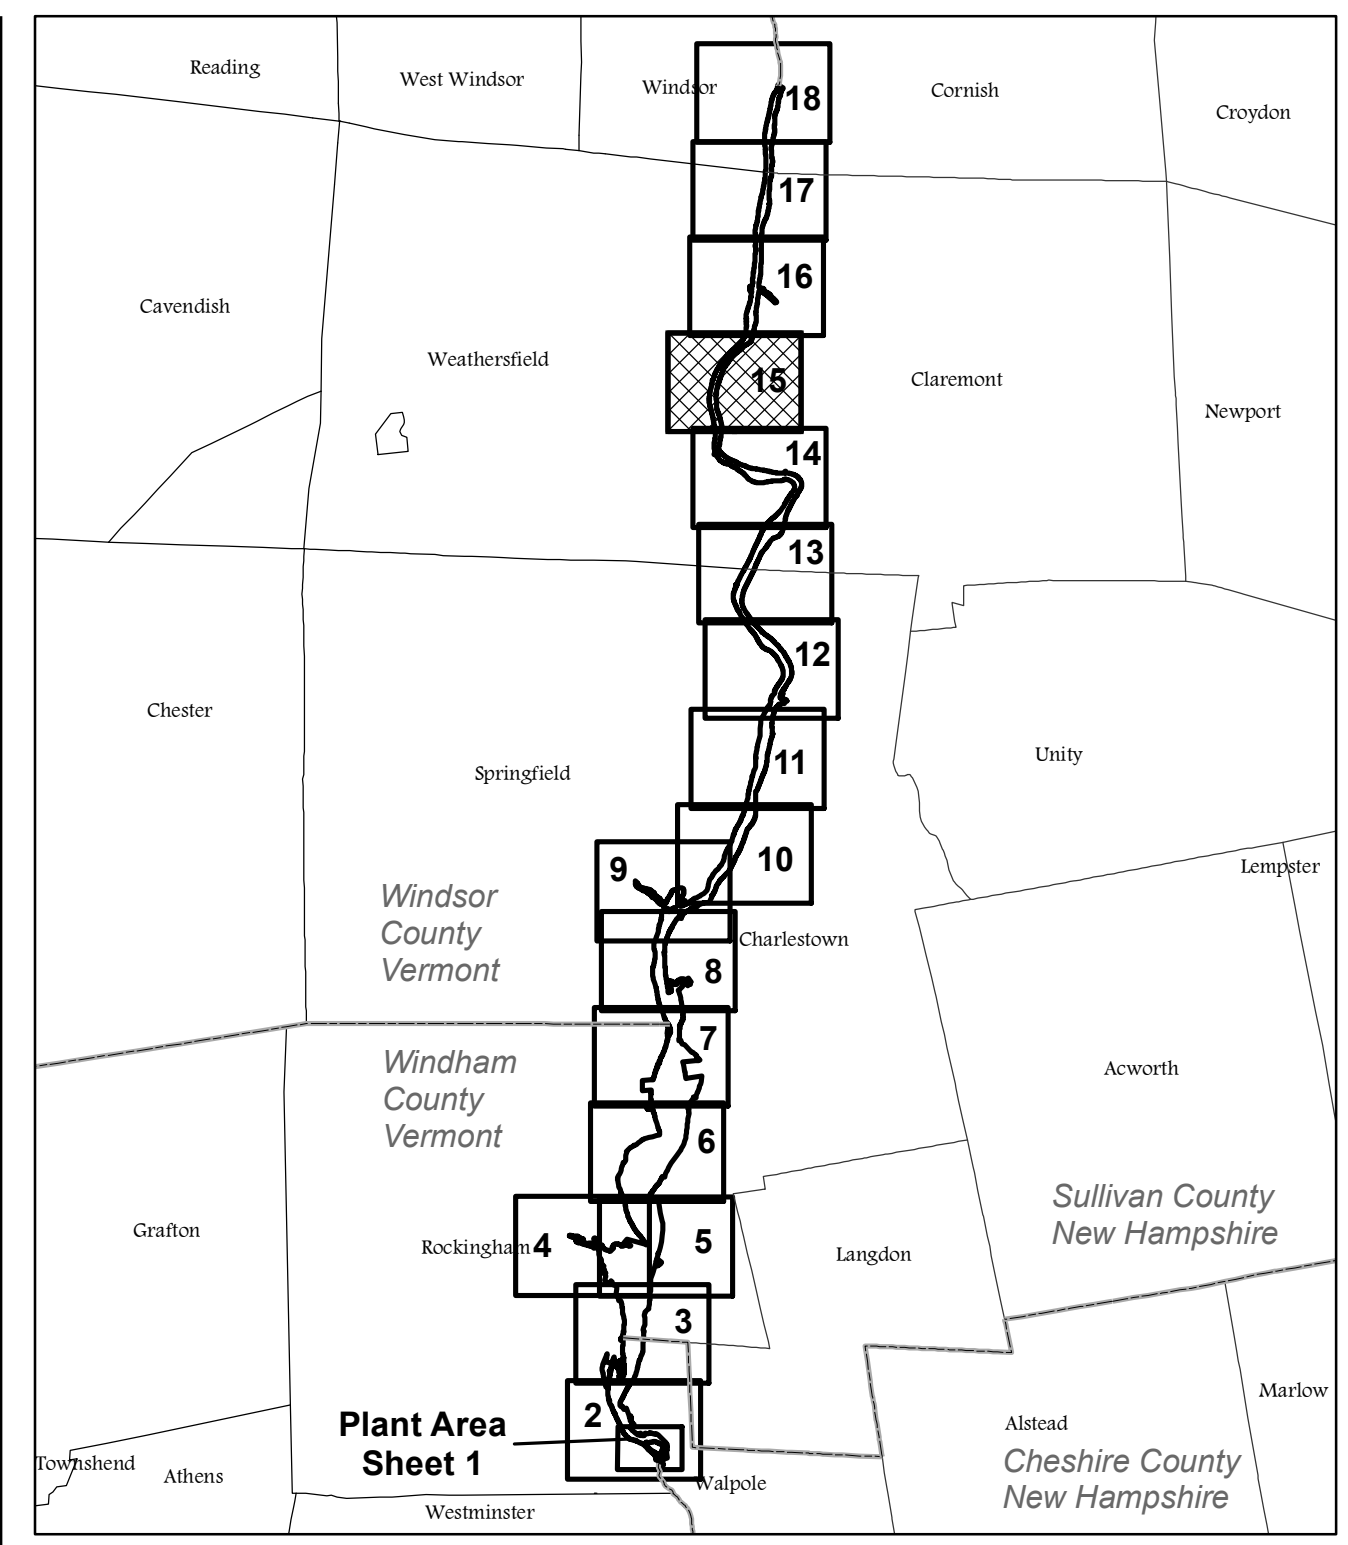 Reading
West Windsor
Windsor
18
Cornish
Croydon
17
16
Cavendish
Weathersfield
15
Claremont
Newport
14
13
12
Chester
Springfield
11
Unity
10
9
Lempster
Windsor
County
Vermont
Charlestown
8
7
Windham
County
Vermont
Acworth
6
Sullivan County
New Hampshire
Grafton
Rockingham
4
5
Langdon
3
Marlow
2
Plant Area
Sheet 1
Alstead
Cheshire County
New Hampshire
Townshend
Athens
Walpole
Westminster